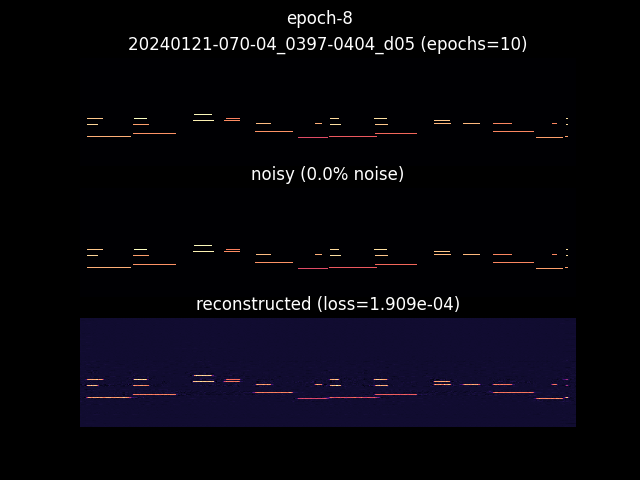 epoch-8
20240121-070-04_0397-0404_d05 (epochs=10)
noisy (0.0% noise)
reconstructed (loss=1.909e-04)